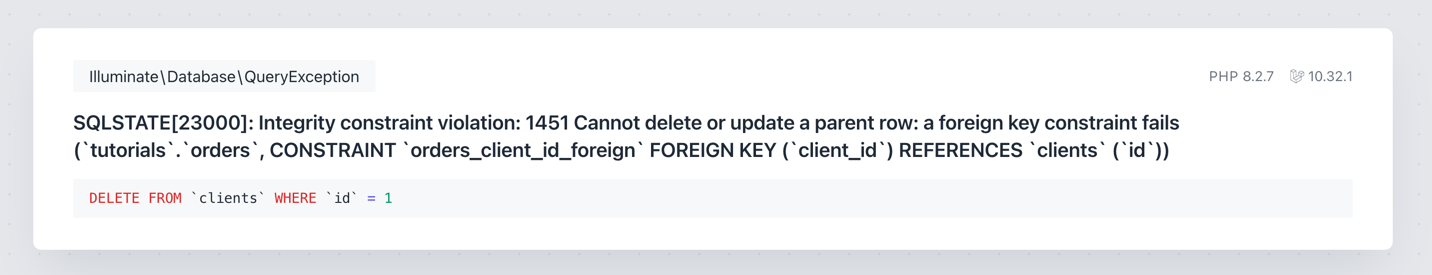 Illuminate\Database\QueryException
PHP 8.2.7 10.32.1
SQLSTATE[23000]: Integrity constraint violation: 1451 Cannot delete or update a parent row: a foreign key constraint fails
(`tutorials`.`orders`, CONSTRAINT `orders_client_id_foreign` FOREIGN KEY (`client_id`) REFERENCES `clients` (`id`))
DELETE FROM `clients` WHERE `id` = 1